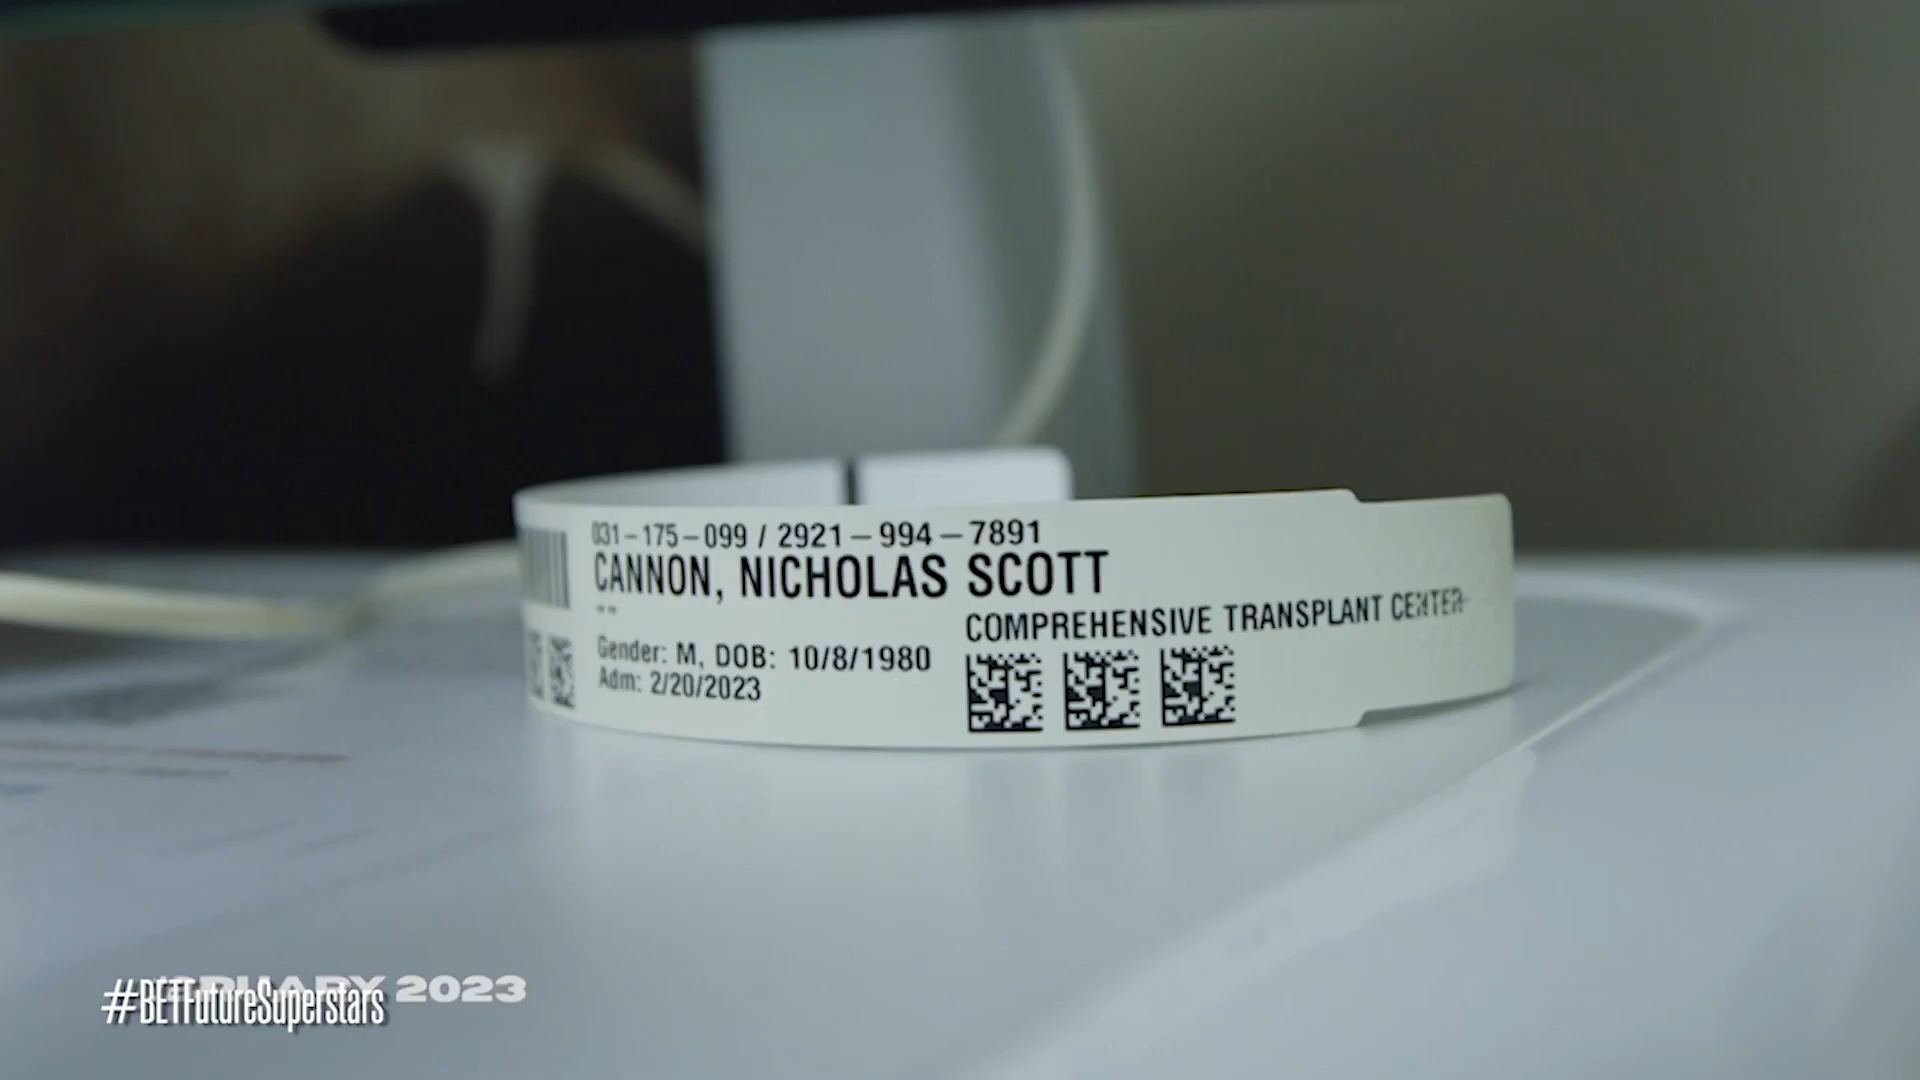 031-175-099 / 2921-994-7891
CANNON, NICHOLAS SCOTT
COMPREHENSIVE TRANSPLANT CENTER
Gender: M, DOB: 10/8/1980
Adm: 2/20/2023
2023
#BETFutureSuperstars